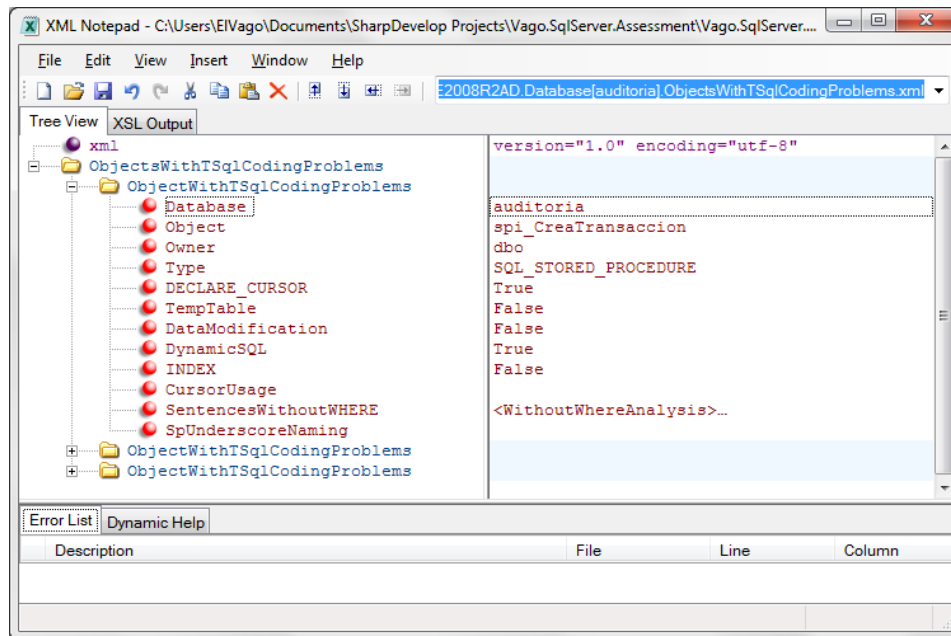 XML Notepad - C:\Users\ElVago\Documents\SharpDevelop Projects\Vago.SqlServer.Assessment\Vago.SqlServer....
File Edit View Insert Window Help
E2008R2AD.Database[auditoria].ObjectsWithTSqlCodingProblems.xml
Tree View XSL Output
xml version="1.0" encoding="utf-8"
ObjectsWithTSqlCodingProblems
ObjectWithTSqlCodingProblems
Database auditoria
Object spi_CreaTransaccion
Owner dbo
Type SQL_STORED_PROCEDURE
DECLARE_CURSOR True
TempTable False
DataModification False
DynamicSQL True
INDEX False
CursorUsage
SentencesWithoutWHERE <WithoutWhereAnalysis>…
SpUnderscoreNaming
ObjectWithTSqlCodingProblems
ObjectWithTSqlCodingProblems
Error List Dynamic Help
Description File Line Column